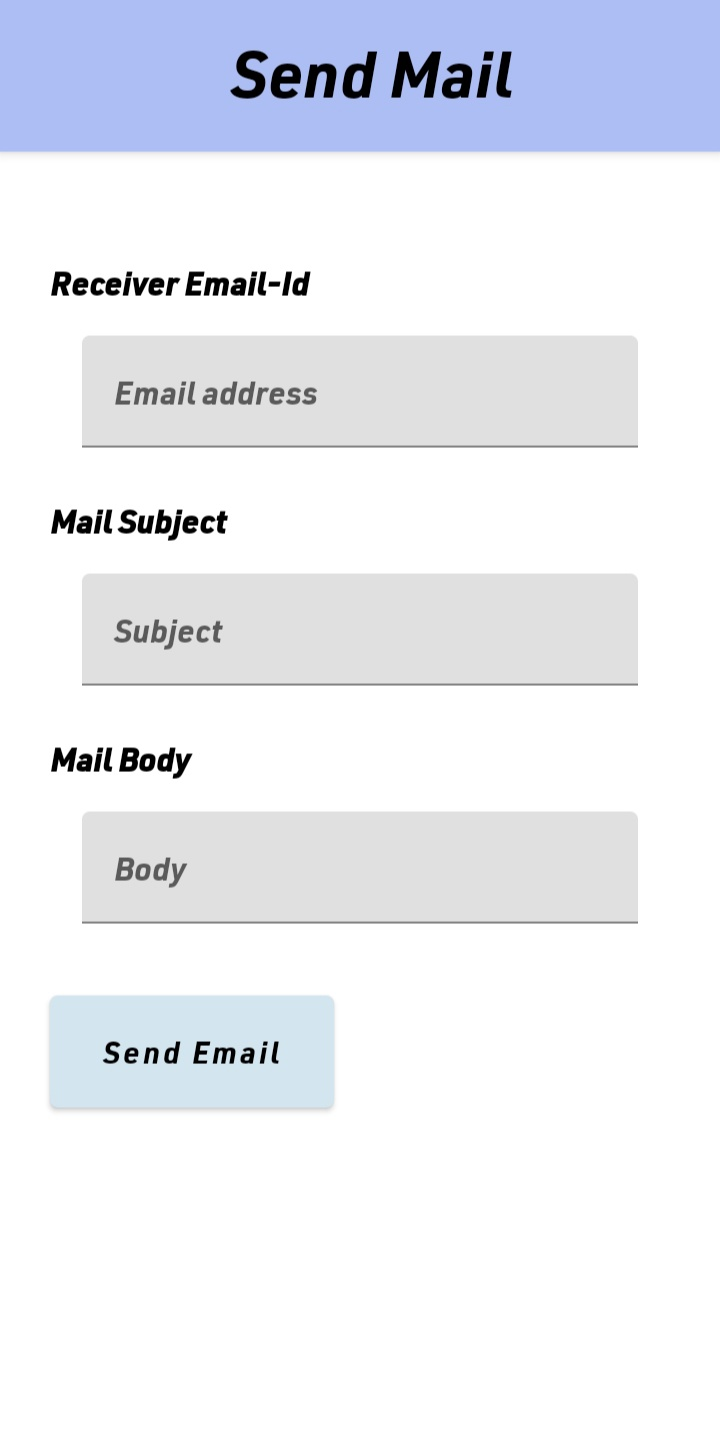 Send Mail
Receiver Email-Id
Email address
Mail Subject
Subject
Mail Body
Body
Send Email